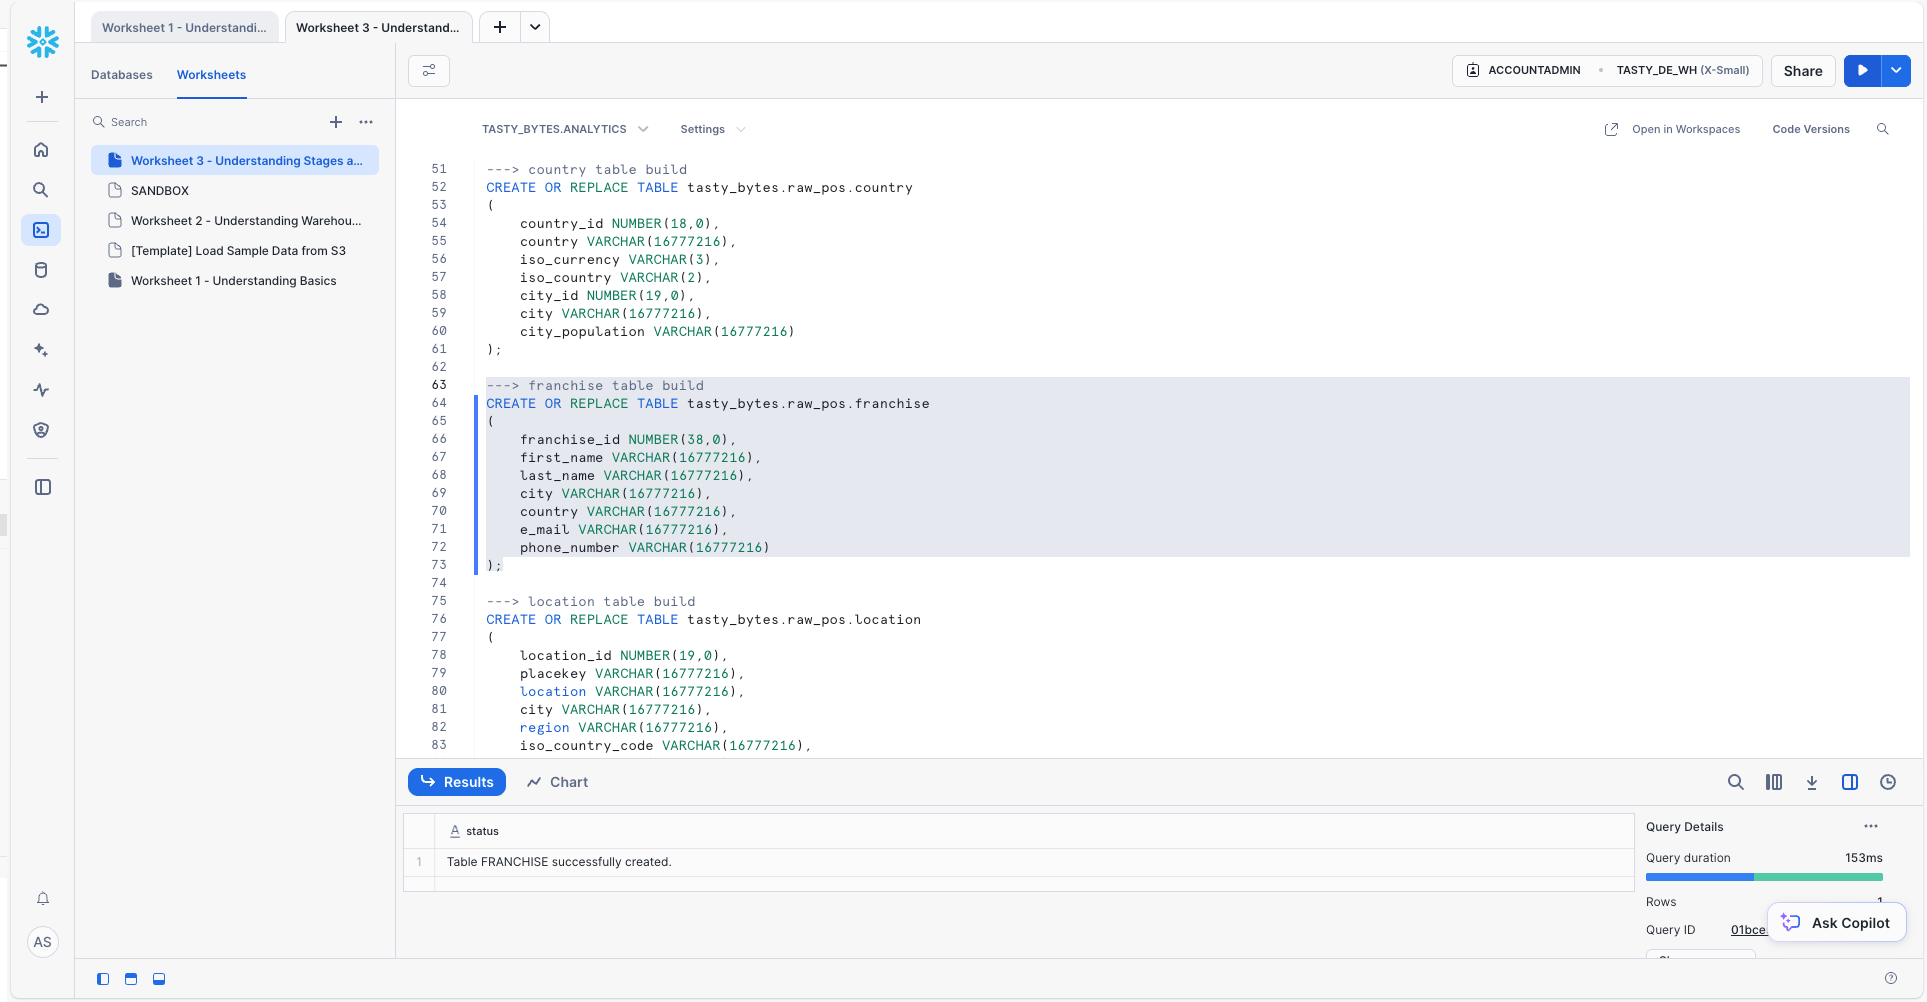 Worksheet 1 - Understandi...
Worksheet 3 - Understand...
Databases
Worksheets
ACCOUNTADMIN
TASTY_DE_WH (X-Small)
Share
Search
Worksheet 3 - Understanding Stages a...
SANDBOX
Worksheet 2 - Understanding Warehou...
[Template] Load Sample Data from S3
Worksheet 1 - Understanding Basics
AS
TASTY_BYTES.ANALYTICS
Settings
Open in Workspaces
Code Versions
51 ---> country table build
52 CREATE OR REPLACE TABLE tasty_bytes.raw_pos.country
53 (
54     country_id NUMBER(18,0),
55     country VARCHAR(16777216),
56     iso_currency VARCHAR(3),
57     iso_country VARCHAR(2),
58     city_id NUMBER(19,0),
59     city VARCHAR(16777216),
60     city_population VARCHAR(16777216)
61 );
62
63 ---> franchise table build
64 CREATE OR REPLACE TABLE tasty_bytes.raw_pos.franchise
65 (
66     franchise_id NUMBER(38,0),
67     first_name VARCHAR(16777216),
68     last_name VARCHAR(16777216),
69     city VARCHAR(16777216),
70     country VARCHAR(16777216),
71     e_mail VARCHAR(16777216),
72     phone_number VARCHAR(16777216)
73 );
74
75 ---> location table build
76 CREATE OR REPLACE TABLE tasty_bytes.raw_pos.location
77 (
78     location_id NUMBER(19,0),
79     placekey VARCHAR(16777216),
80     location VARCHAR(16777216),
81     city VARCHAR(16777216),
82     region VARCHAR(16777216),
83     iso_country_code VARCHAR(16777216),
Results
Chart
A status
1 Table FRANCHISE successfully created.
Query Details
Query duration 153ms
Rows 1
Query ID 01bce
Ask Copilot